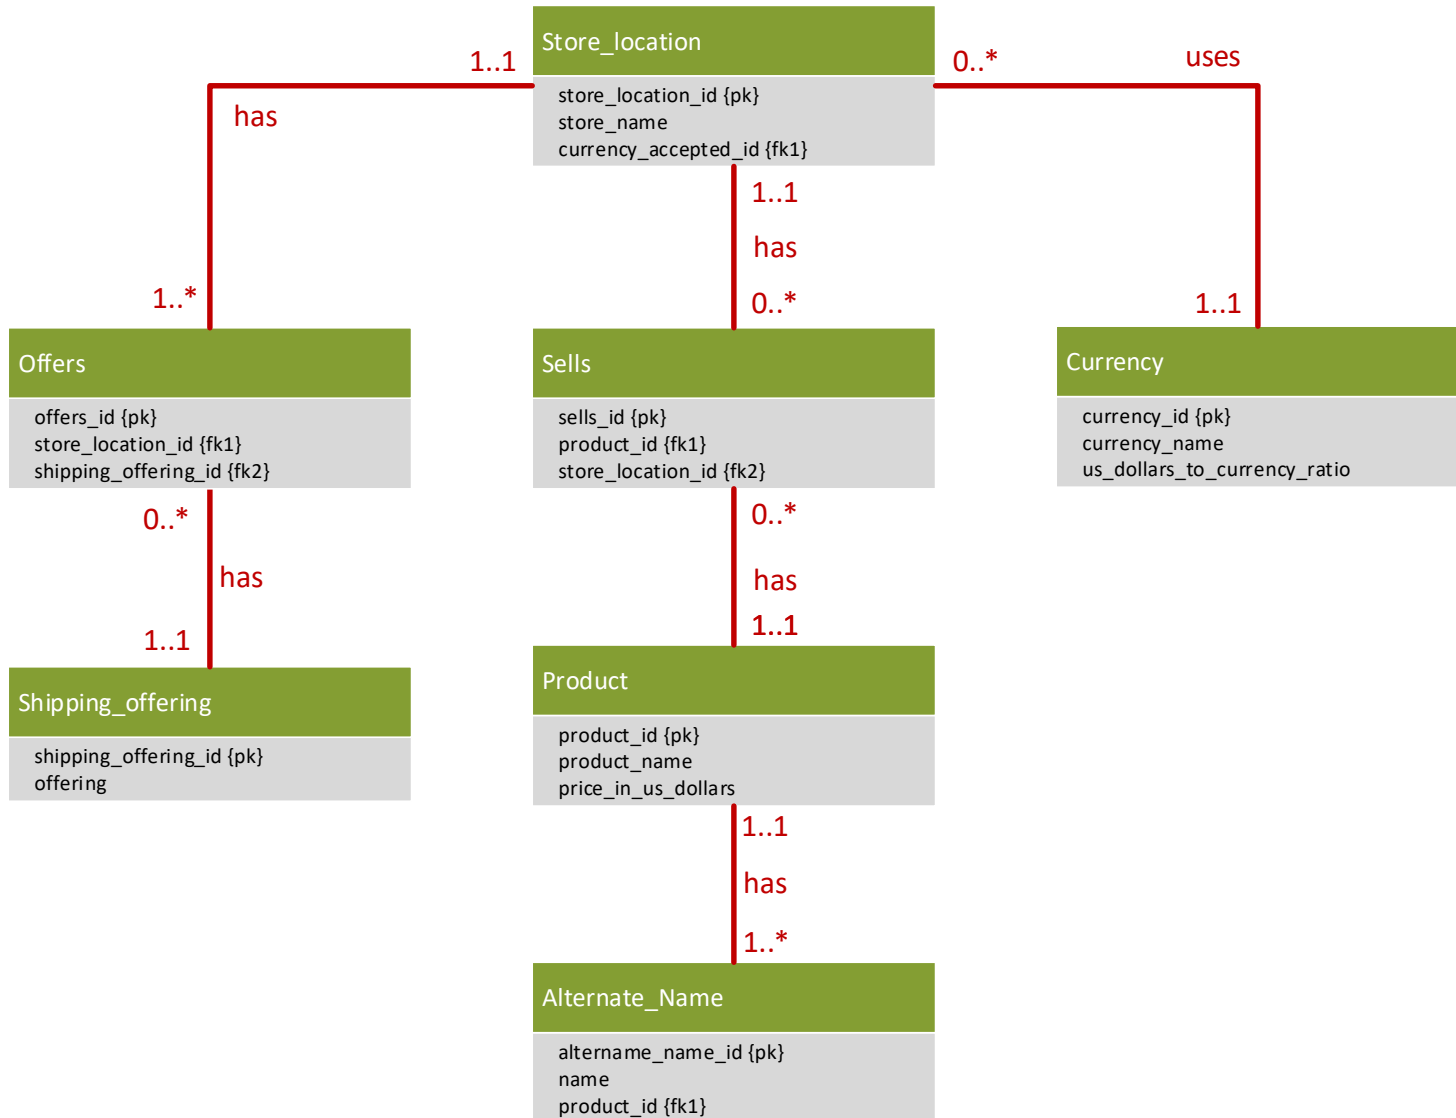 Store_location
store_location_id {pk}
store_name
currency_accepted_id {fk1}
1..1
has
1..*
0..*
uses
1..1
1..1
has
0..*
Offers
offers_id {pk}
store_location_id {fk1}
shipping_offering_id {fk2}
Sells
sells_id {pk}
product_id {fk1}
store_location_id {fk2}
Currency
currency_id {pk}
currency_name
us_dollars_to_currency_ratio
0..*
has
1..1
0..*
has
1..1
Shipping_offering
shipping_offering_id {pk}
offering
Product
product_id {pk}
product_name
price_in_us_dollars
1..1
has
1..*
Alternate_Name
altername_name_id {pk}
name
product_id {fk1}